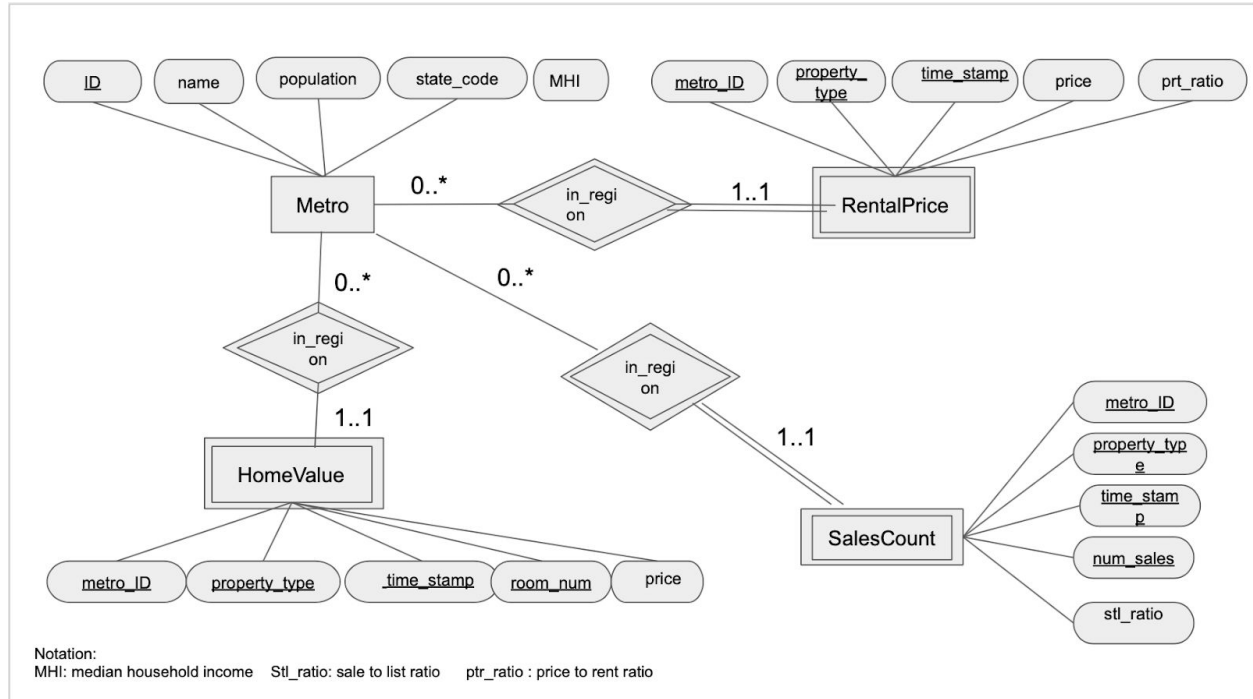 ID
name
population
state_code
MHI
metro_ID
property_
type
time_stamp
price
prt_ratio
Metro
0..*
in_regi
on
1..1
RentalPrice
0..*
0..*
in_regi
on
in_regi
on
1..1
1..1
HomeValue
metro_ID
property_type
time_stamp
room_num
price
SalesCount
metro_ID
property_typ
e
time_stam
p
num_sales
stl_ratio
Notation:
MHI: median household income Stl_ratio: sale to list ratio ptr_ratio : price to rent ratio